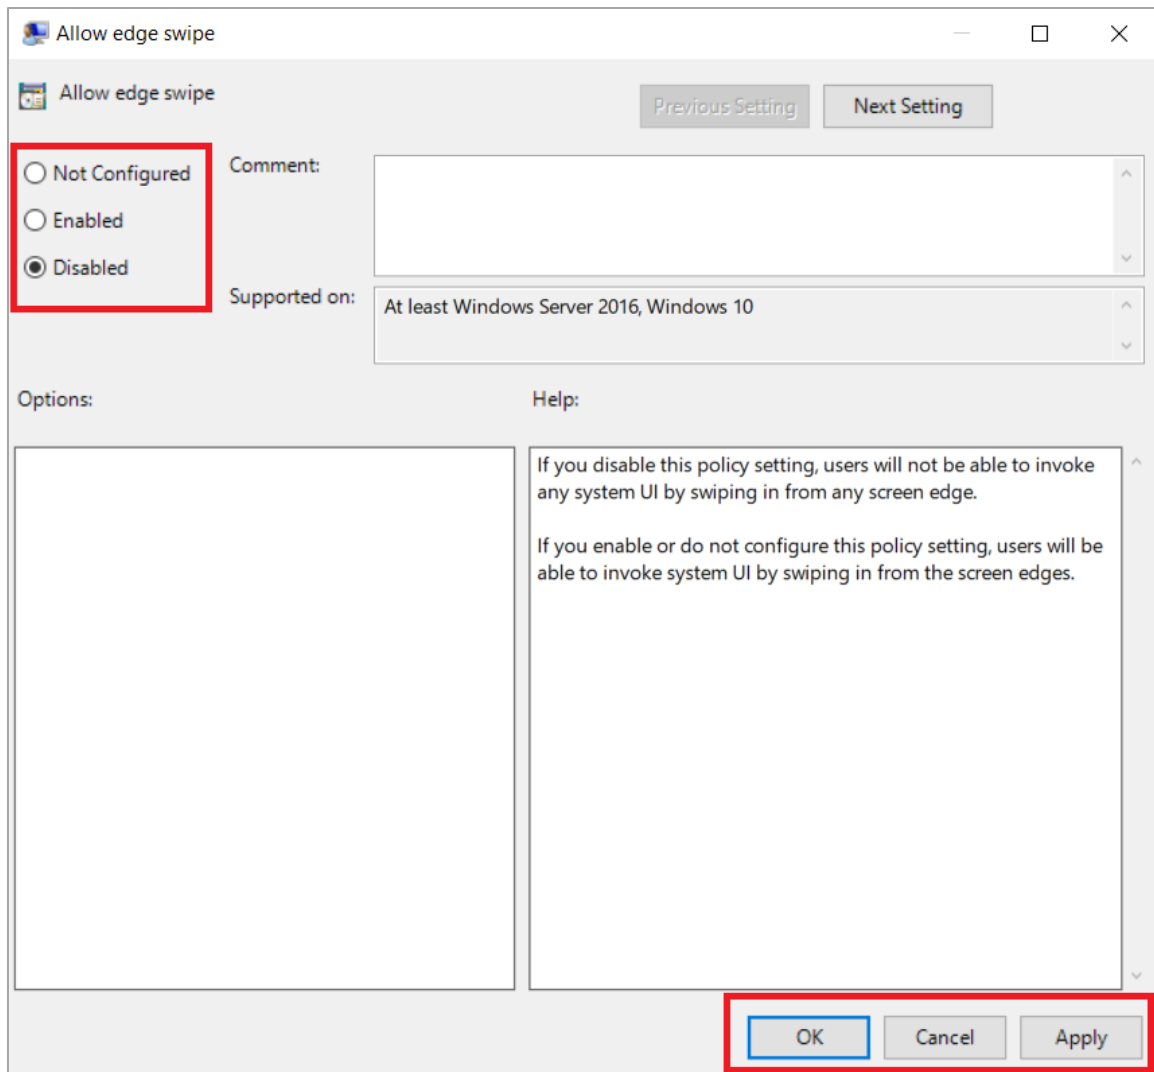 Allow edge swipe
Allow edge swipe
Previous Setting
Next Setting
Not Configured
Enabled
Disabled
Comment:
Supported on:
At least Windows Server 2016, Windows 10
Options:
Help:
If you disable this policy setting, users will not be able to invoke
any system UI by swiping in from any screen edge.
If you enable or do not configure this policy setting, users will be
able to invoke system UI by swiping in from the screen edges.
OK
Cancel
Apply